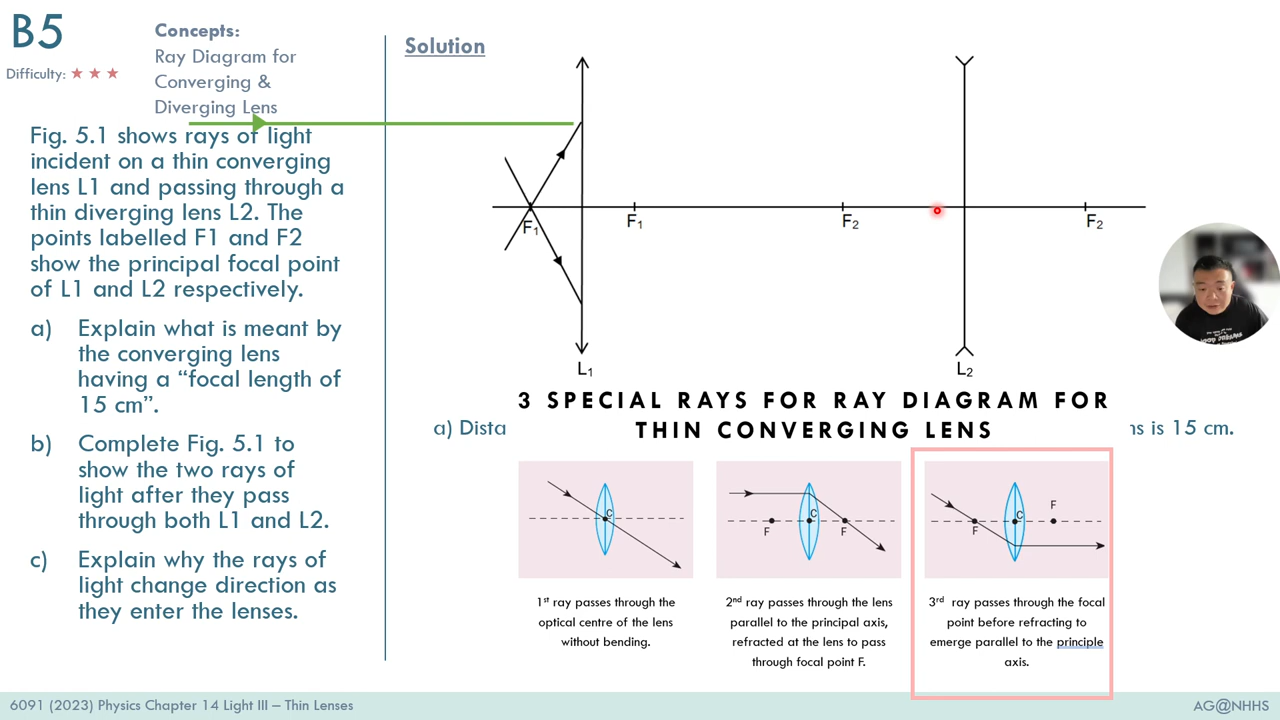 B5
Difficulty: ★ ★ ★
Concepts:
Ray Diagram for
Converging &
Diverging Lens
Fig. 5.1 shows rays of light
incident on a thin converging
lens L1 and passing through a
thin diverging lens L2. The
points labelled F1 and F2
show the principal focal point
of L1 and L2 respectively.
a) Explain what is meant by
the converging lens
having a “focal length of
15 cm”.
b) Complete Fig. 5.1 to
show the two rays of
light after they pass
through both L1 and L2.
c) Explain why the rays of
light change direction as
they enter the lenses.
Solution
F₁ F₁ F₂ F₂
L₁ L₂
3 SPECIAL RAYS FOR RAY DIAGRAM FOR
THIN CONVERGING LENS
a) Dista
ns is 15 cm.
C
F C F
F C F
1st ray passes through the
optical centre of the lens
without bending.
2nd ray passes through the lens
parallel to the principal axis,
refracted at the lens to pass
through focal point F.
3rd ray passes through the focal
point before refracting to
emerge parallel to the principle
axis.
6091 (2023) Physics Chapter 14 Light III – Thin Lenses
AG@NHHS